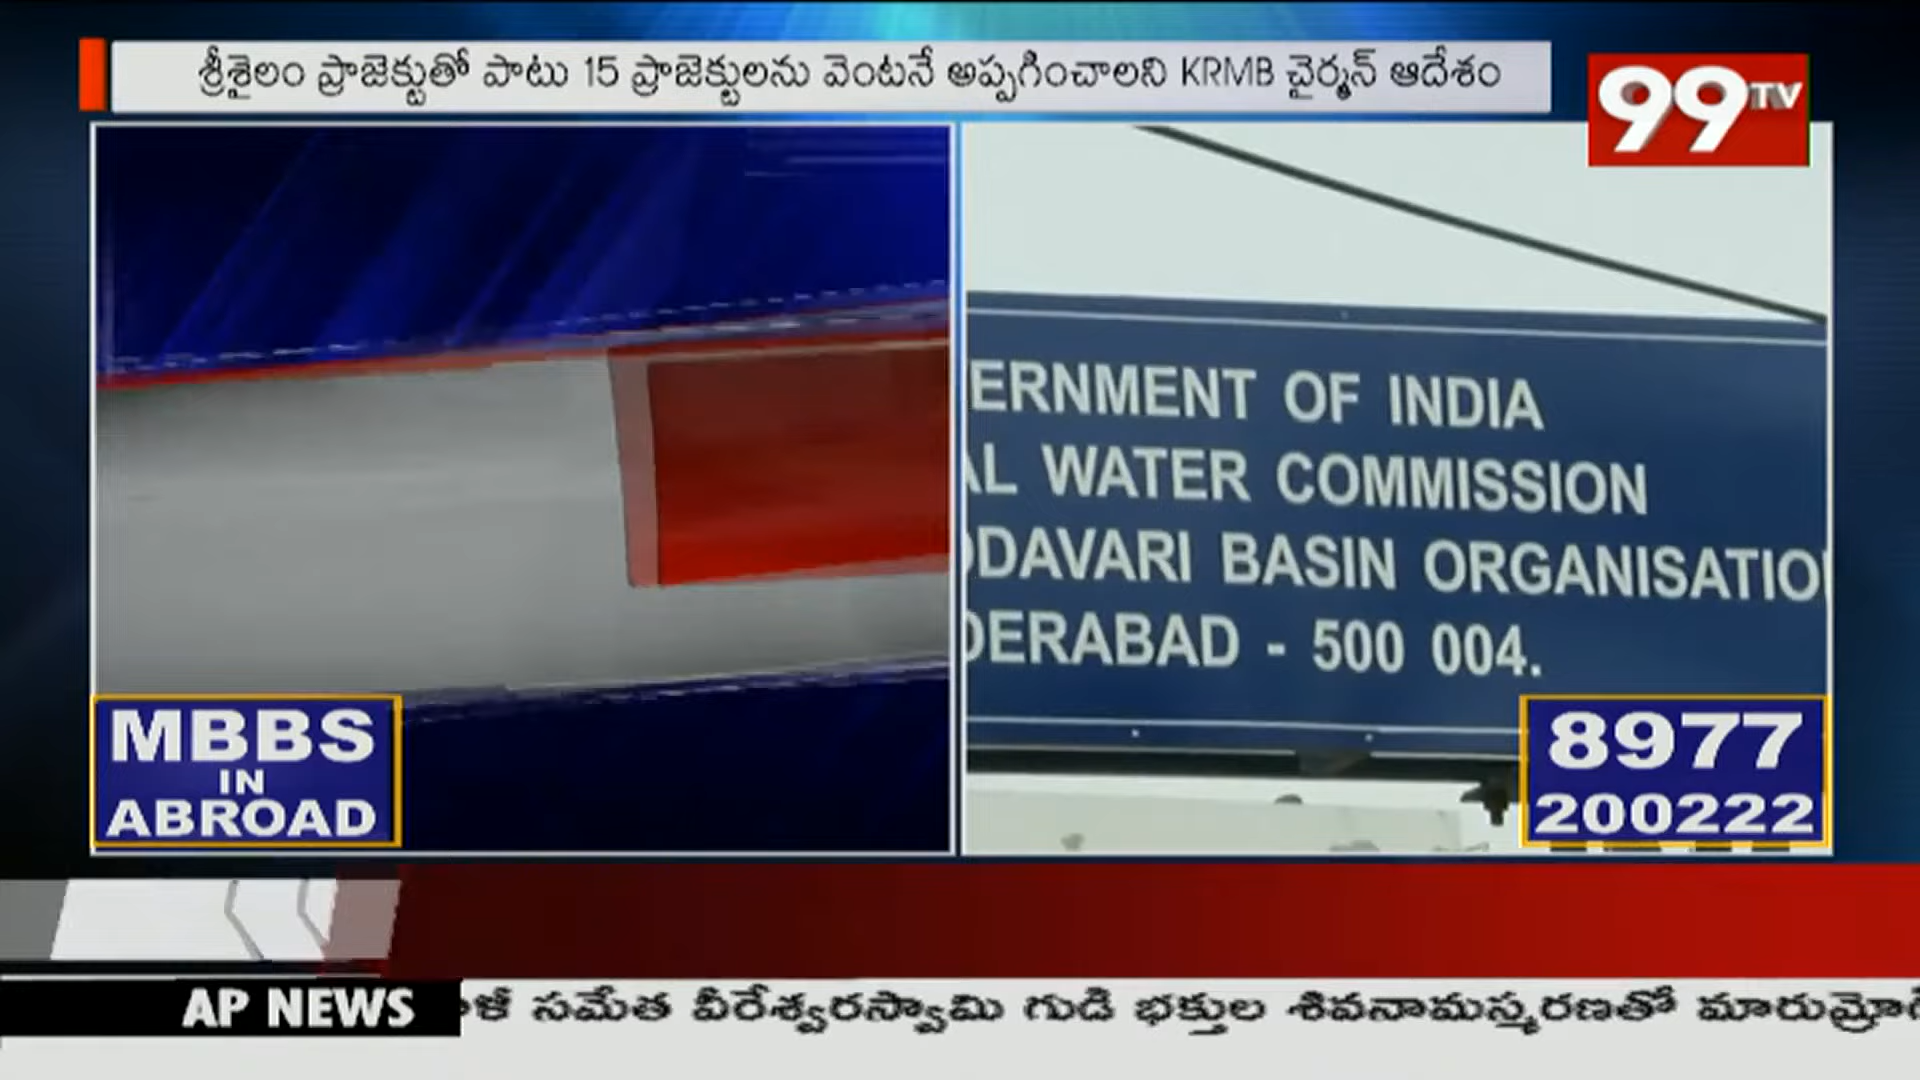 శ్రీశైలం ప్రాజెక్టుతో పాటు 15 ప్రాజెక్టులను వెంటనే అప్పగించాలని KRMB చైర్మన్ ఆదేశం
99TV
ERNMENT OF INDIA
AL WATER COMMISSION
ODAVARI BASIN ORGANISATIO
DERABAD - 500 004.
MBBS
IN
ABROAD
8977
200222
AP NEWS
సమేత వీరేశ్వరస్వామి గుడి భక్తుల శివనామస్మరణతో